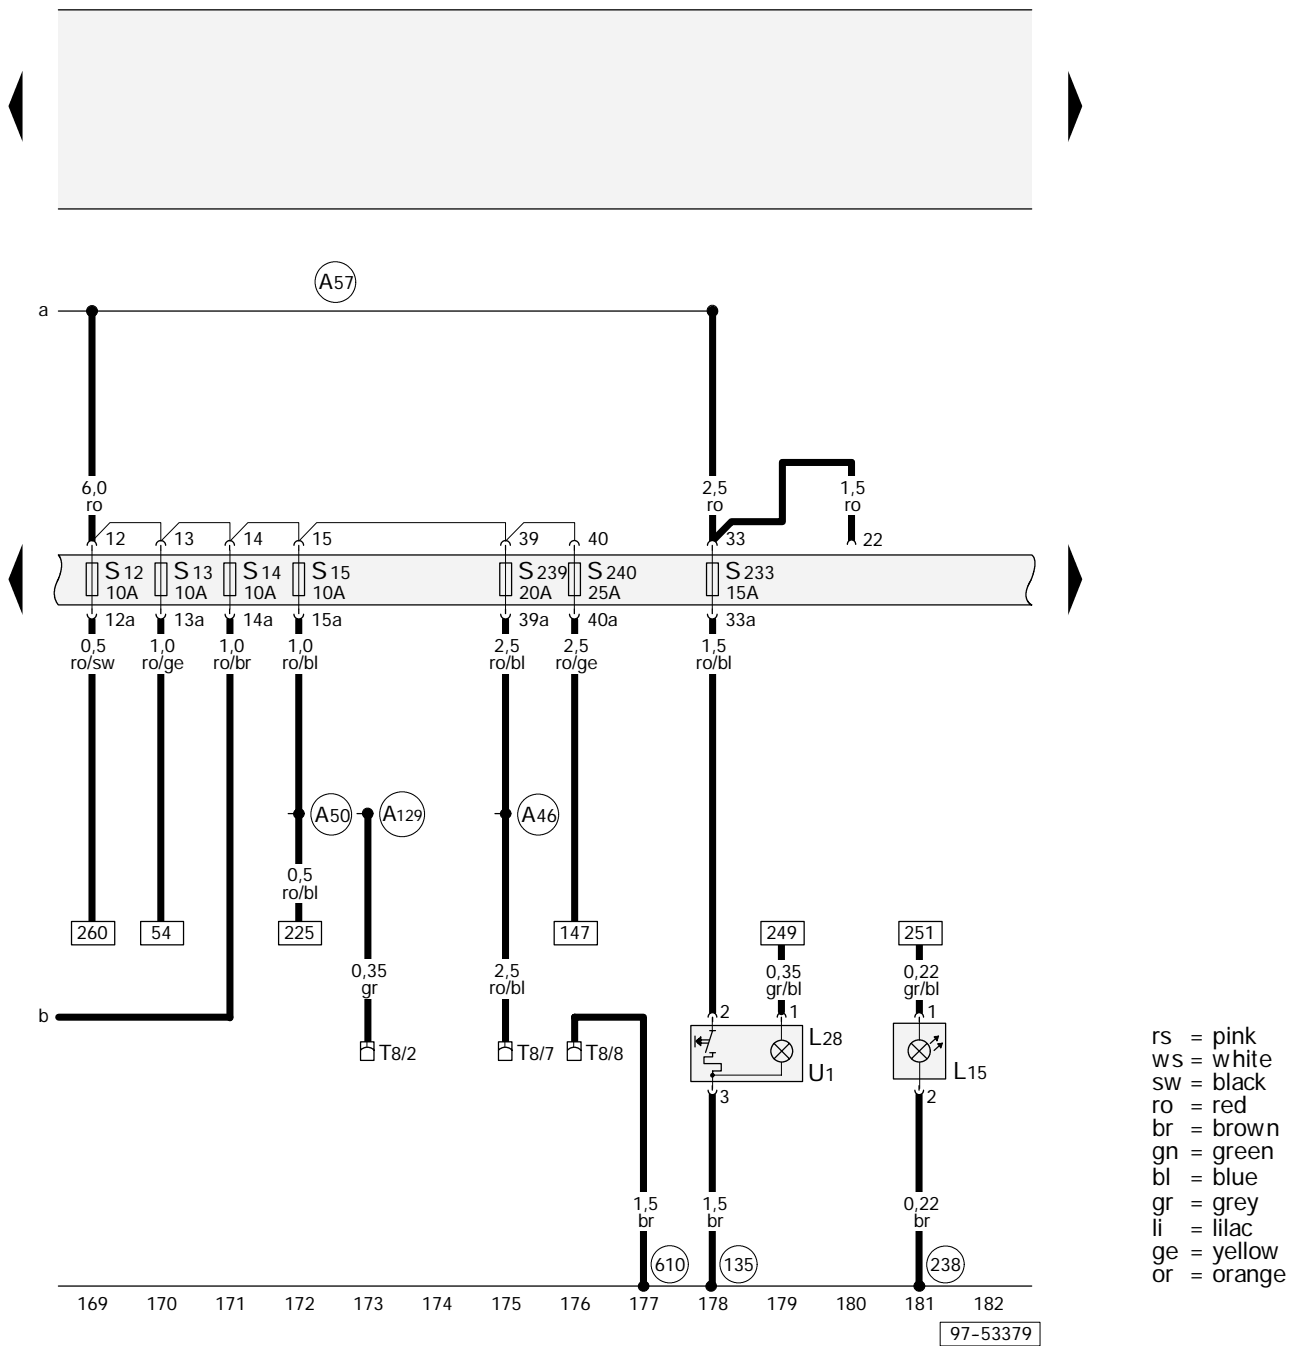 A57
a
6,0
ro
2,5
ro
1,5
ro
12 13 14 15 39 40 33 22
S12 S13 S14 S15 S239 S240 S233
10A 10A 10A 10A 20A 25A 15A
12a 13a 14a 15a 39a 40a 33a
0,5 1,0 1,0 1,0 2,5 2,5 1,5
ro/sw ro/ge ro/br ro/bl ro/bl ro/ge ro/bl
A50 A129 A46
0,5
ro/bl
260 54 225 147 249 251
0,35 2,5 0,35 0,22
gr ro/bl gr/bl gr/bl
b
2 1 1
T8/2 T8/7 T8/8
L28
U1
L15
3 2
1,5 1,5 0,22
br br br
610 135 238
169 170 171 172 173 174 175 176 177 178 179 180 181 182
97-53379
rs = pink
ws = white
sw = black
ro = red
br = brown
gn = green
bl = blue
gr = grey
li = lilac
ge = yellow
or = orange